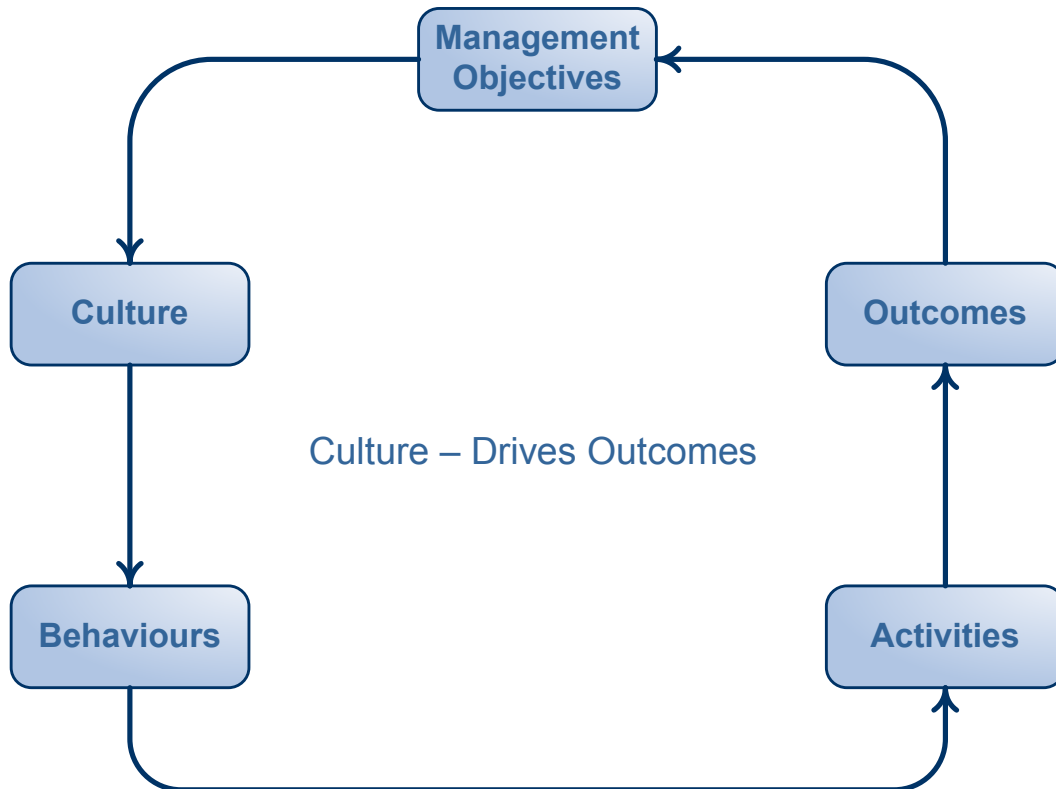 Management
Objectives
Culture
Outcomes
Culture – Drives Outcomes
Behaviours
Activities